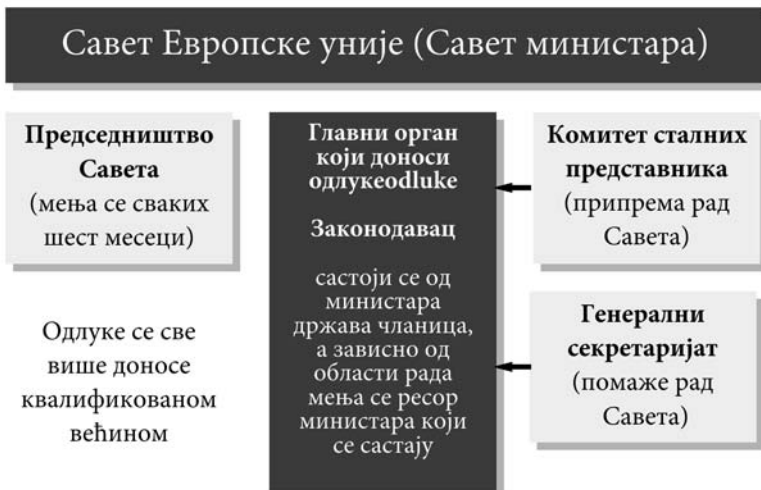 Савет Европске уније (Савет министара)
Председништво
Савета
(мења се сваких
шест месеци)
Одлуке се све
више доносе
квалификованом
већином
Главни орган
који доноси
одлукеodluke
Законодавац
састоји се од
министара
држава чланица,
а зависно од
области рада
мења се ресор
министара који
се састају
Комитет сталних
представника
(припрема рад
Савета)
Генерални
секретаријат
(помаже рад
Савета)